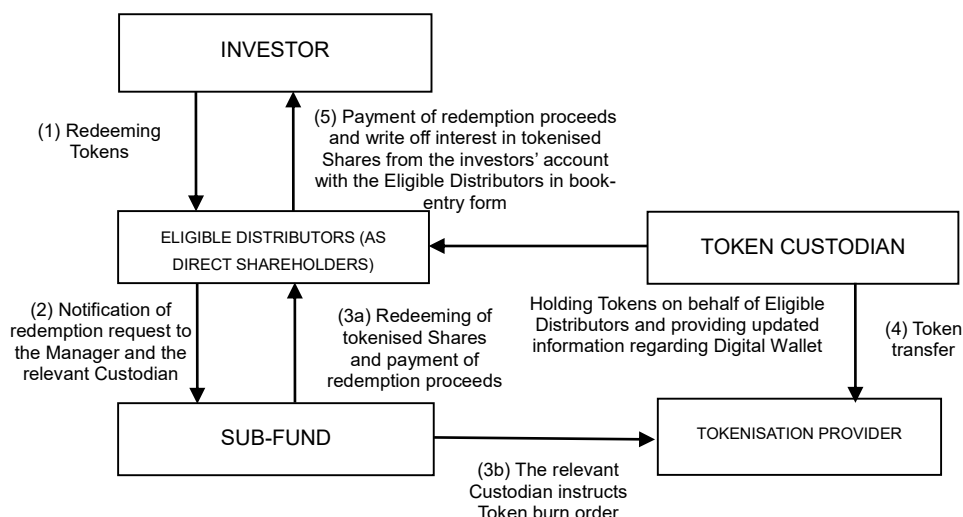 INVESTOR
(1) Redeeming
Tokens
(5) Payment of redemption proceeds
and write off interest in tokenised
Shares from the investors’ account
with the Eligible Distributors in book-
entry form
ELIGIBLE DISTRIBUTORS (AS
DIRECT SHAREHOLDERS)
TOKEN CUSTODIAN
(2) Notification of
redemption request to
the Manager and the
relevant Custodian
(3a) Redeeming of
tokenised Shares
and payment of
redemption proceeds
Holding Tokens on behalf of Eligible
Distributors and providing updated
information regarding Digital Wallet
(4) Token
transfer
SUB-FUND
TOKENISATION PROVIDER
(3b) The relevant
Custodian instructs
Token burn order